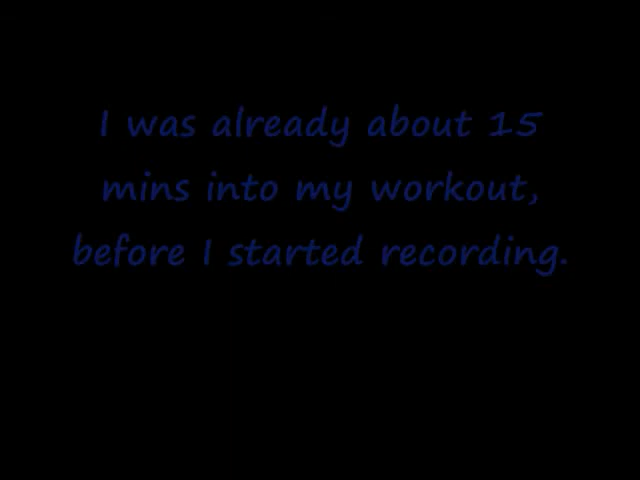 I was already about 15
mins into my workout,
before I started recording.